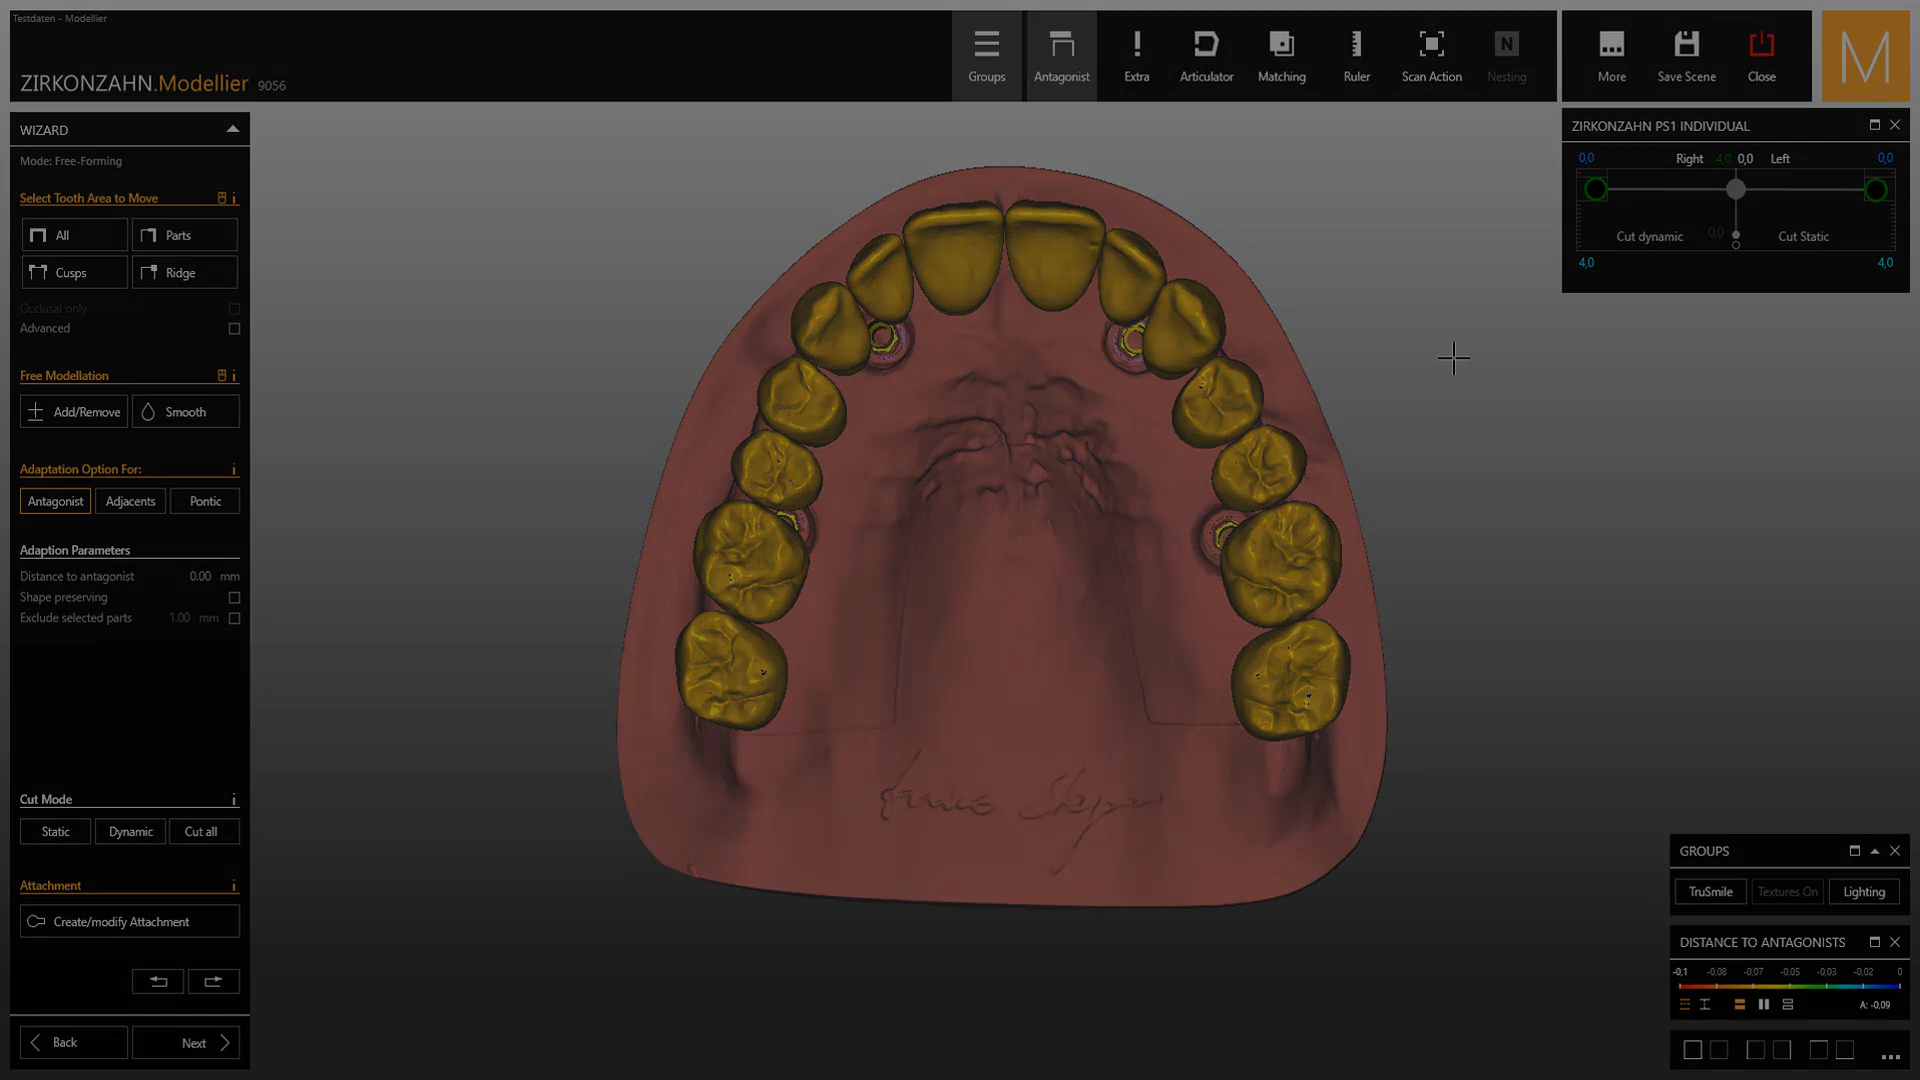 Testdaten - Modellier
ZIRKONZAHN.Modellier 9056
Groups
Antagonist
Extra
Articulator
Matching
Ruler
Scan Action
N
Nesting
More
Save Scene
Close
M
WIZARD
Mode: Free-Forming
Select Tooth Area to Move
All
Parts
Cusps
Ridge
Occlusal only
Advanced
Free Modellation
Add/Remove
Smooth
Adaptation Option For:
Antagonist
Adjacents
Pontic
Adaption Parameters
Distance to antagonist 0.00 mm
Shape preserving
Exclude selected parts 1.00 mm
Cut Mode
Static
Dynamic
Cut all
Attachment
Create/modify Attachment
Back
Next
ZIRKONZAHN PS1 INDIVIDUAL
0,0 Right 4,0 0,0 Left 0,0
Cut dynamic 0,0 Cut Static
4,0 4,0
GROUPS
TruSmile
Textures On
Lighting
DISTANCE TO ANTAGONISTS
-0,1 -0,08 -0,07 -0,05 -0,03 -0,02 0
A: -0,09